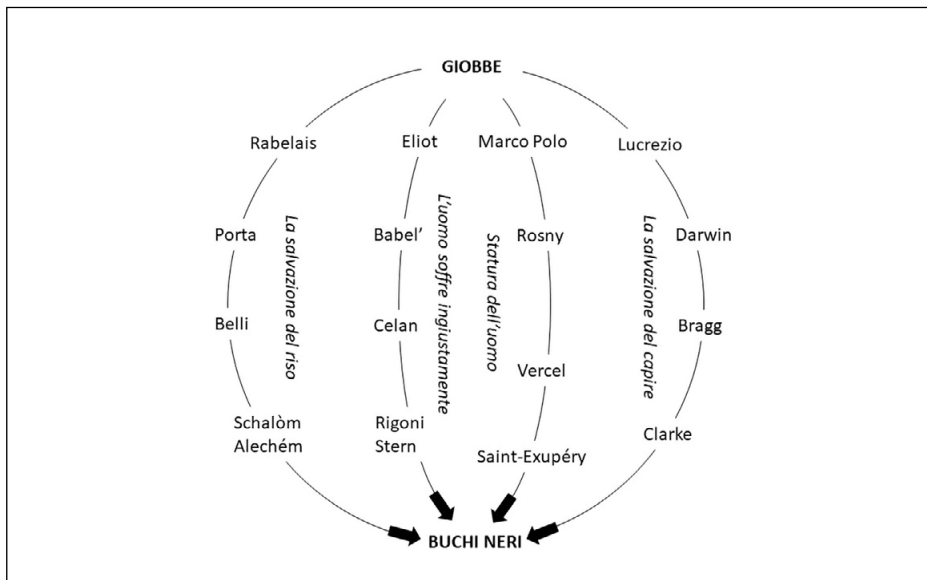 GIOBBE
Rabelais
Porta
Belli
Schalòm
Alechém
La salvazione del riso
Eliot
Babel’
Celan
Rigoni
Stern
L’uomo soffre ingiustamente
Marco Polo
Rosny
Vercel
Saint-Exupéry
Statura dell’uomo
Lucrezio
Darwin
Bragg
Clarke
La salvazione del capire
BUCHI NERI